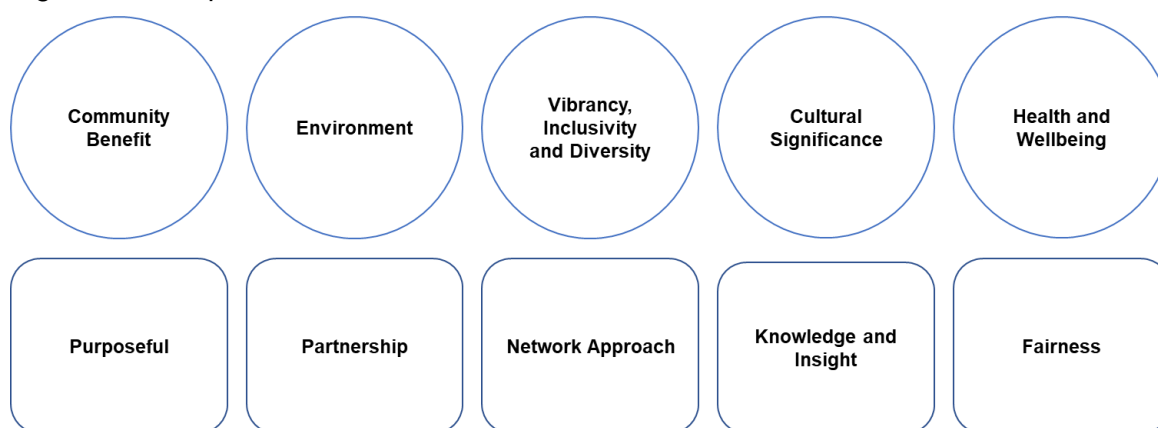 Community
Benefit
Environment
Vibrancy,
Inclusivity
and Diversity
Cultural
Significance
Health and
Wellbeing
Purposeful
Partnership
Network Approach
Knowledge and
Insight
Fairness